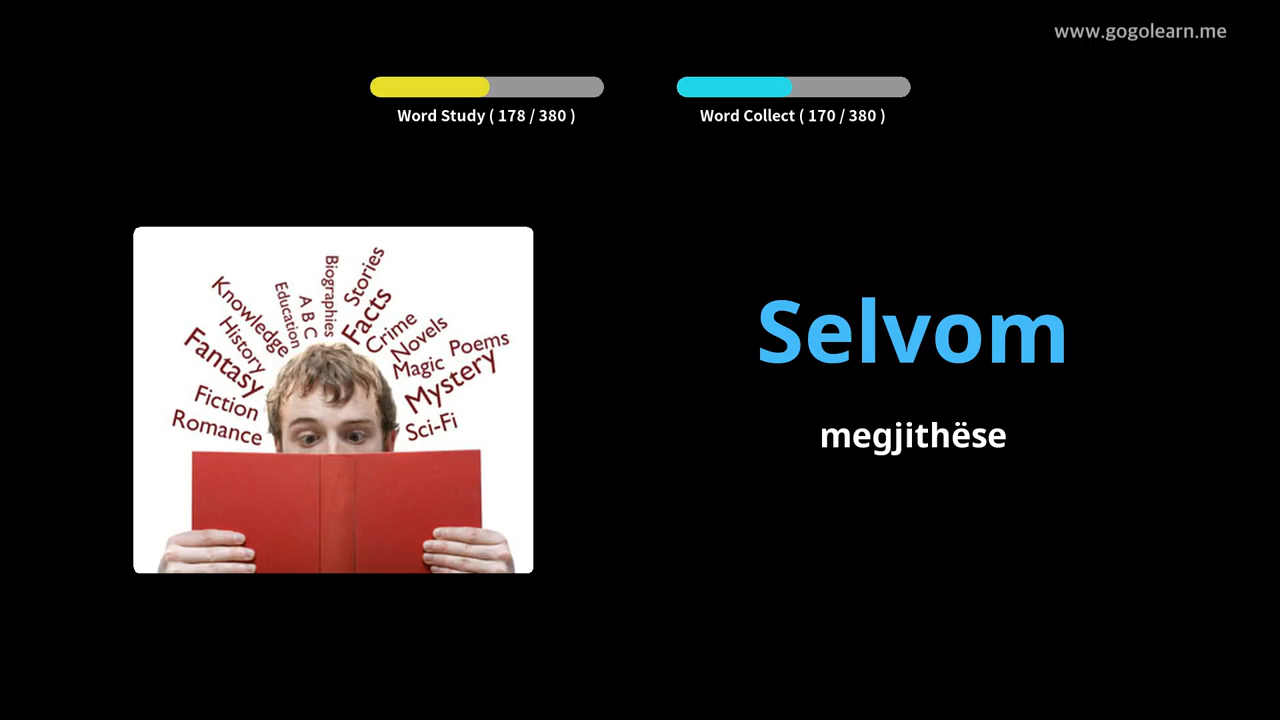 www.gogolearn.me
Word Study ( 178 / 380 )
Word Collect ( 170 / 380 )
Selvom
megjithëse
Biographies
Stories
Education
A B C
Facts
Knowledge
Crime
History
Novels
Fantasy
Magic
Poems
Mystery
Fiction
Romance
Sci-Fi